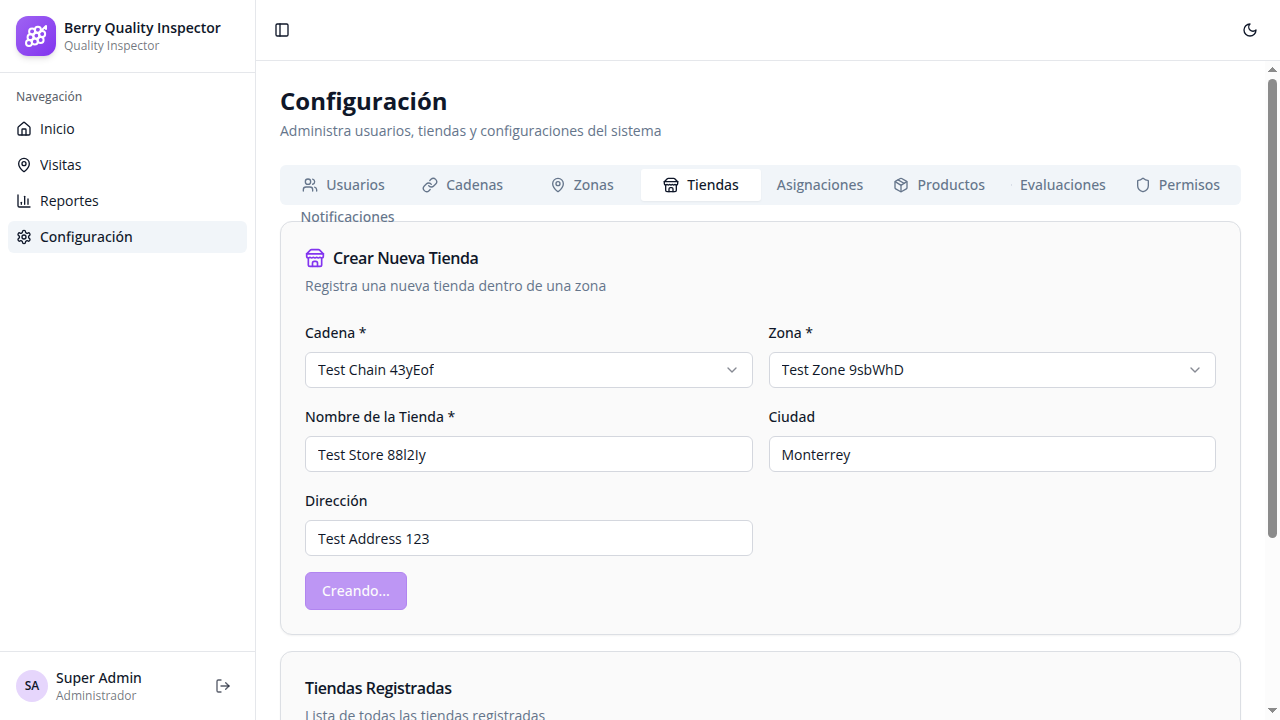 Berry Quality Inspector
Quality Inspector
Navegación
Inicio
Visitas
Reportes
Configuración
SA
Super Admin
Administrador
Configuración
Administra usuarios, tiendas y configuraciones del sistema
Usuarios Cadenas Zonas Tiendas Asignaciones Productos Evaluaciones Permisos
Notificaciones
Crear Nueva Tienda
Registra una nueva tienda dentro de una zona
Cadena * Zona *
Test Chain 43yEof Test Zone 9sbWhD
Nombre de la Tienda * Ciudad
Test Store 88l2Iy Monterrey
Dirección
Test Address 123
Creando...
Tiendas Registradas
Lista de todas las tiendas registradas